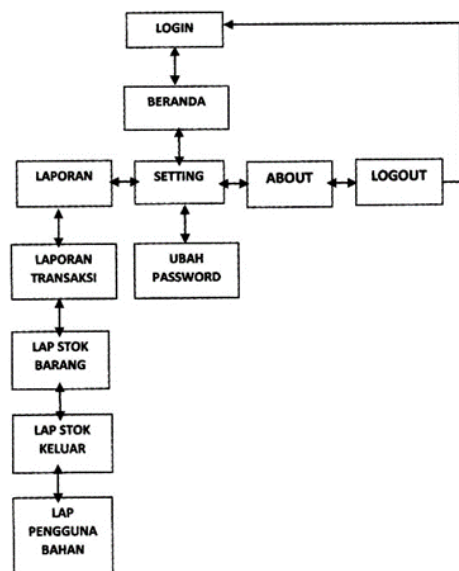 LOGIN
BERANDA
LAPORAN
SETTING
ABOUT
LOGOUT
LAPORAN
TRANSAKSI
UBAH
PASSWORD
LAP STOK
BARANG
LAP STOK
KELUAR
LAP
PENGGUNA
BAHAN